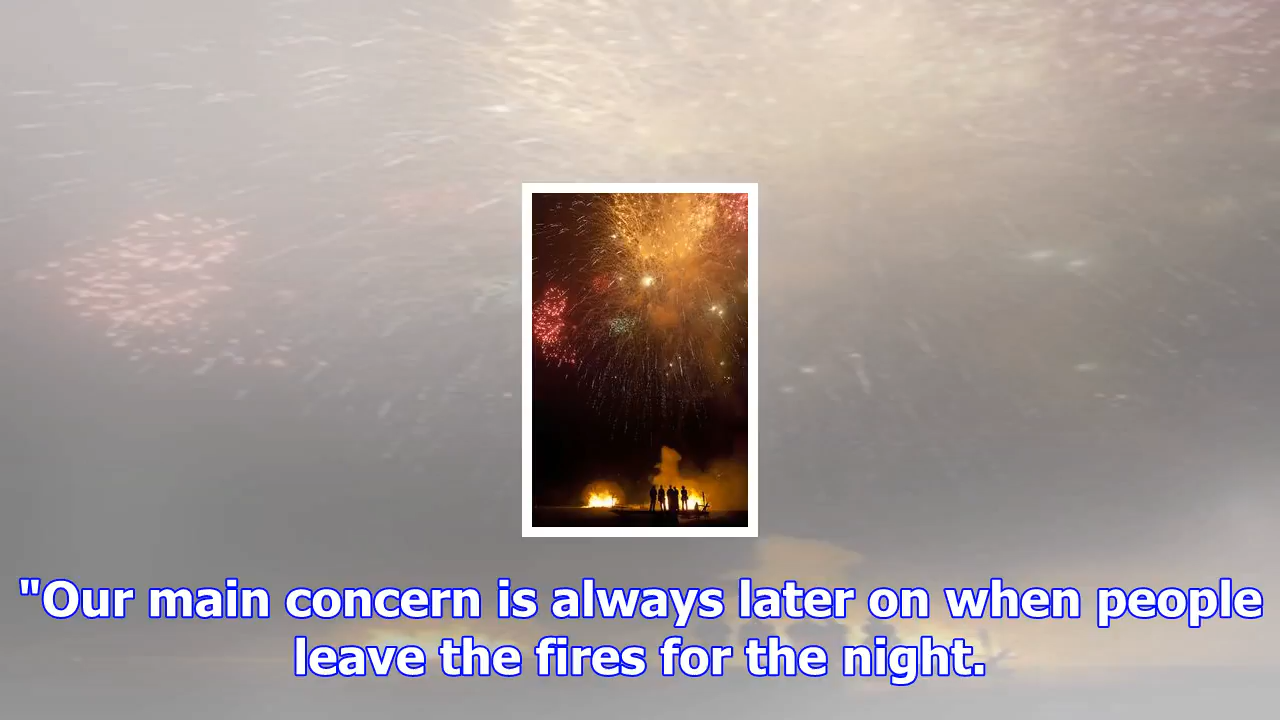 "Our main concern is always later on when people
leave the fires for the night.